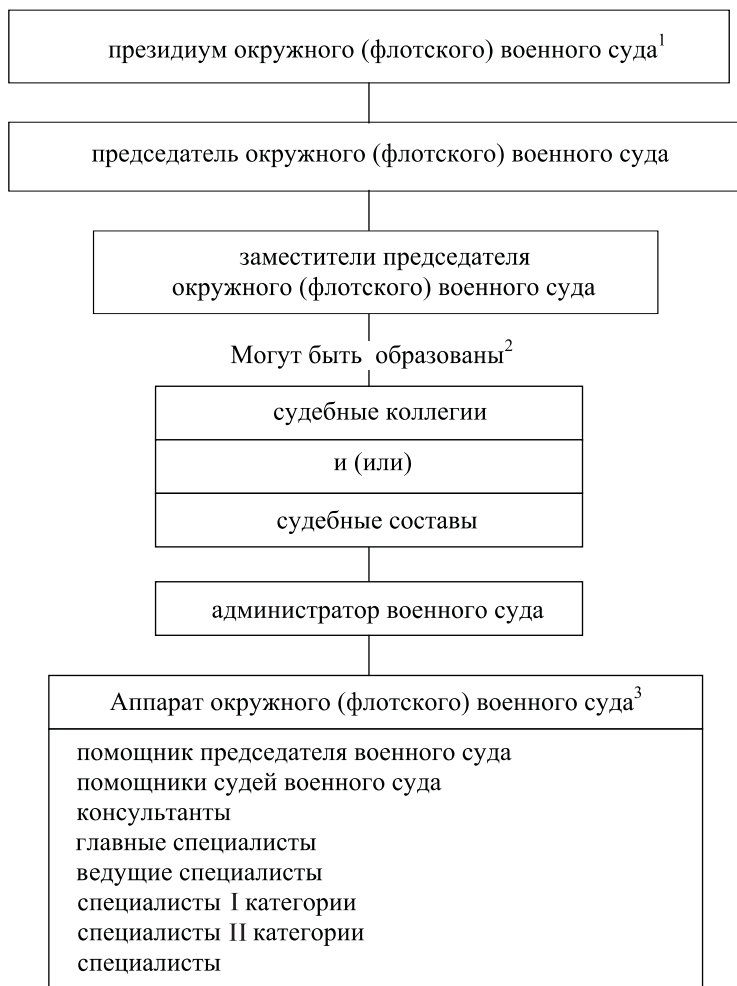 президиум окружного (флотского) военного суда¹
председатель окружного (флотского) военного суда
заместители председателя
окружного (флотского) военного суда
Могут быть образованы²
судебные коллегии
и (или)
судебные составы
администратор военного суда
Аппарат окружного (флотского) военного суда³
помощник председателя военного суда
помощники судей военного суда
консультанты
главные специалисты
ведущие специалисты
специалисты I категории
специалисты II категории
специалисты